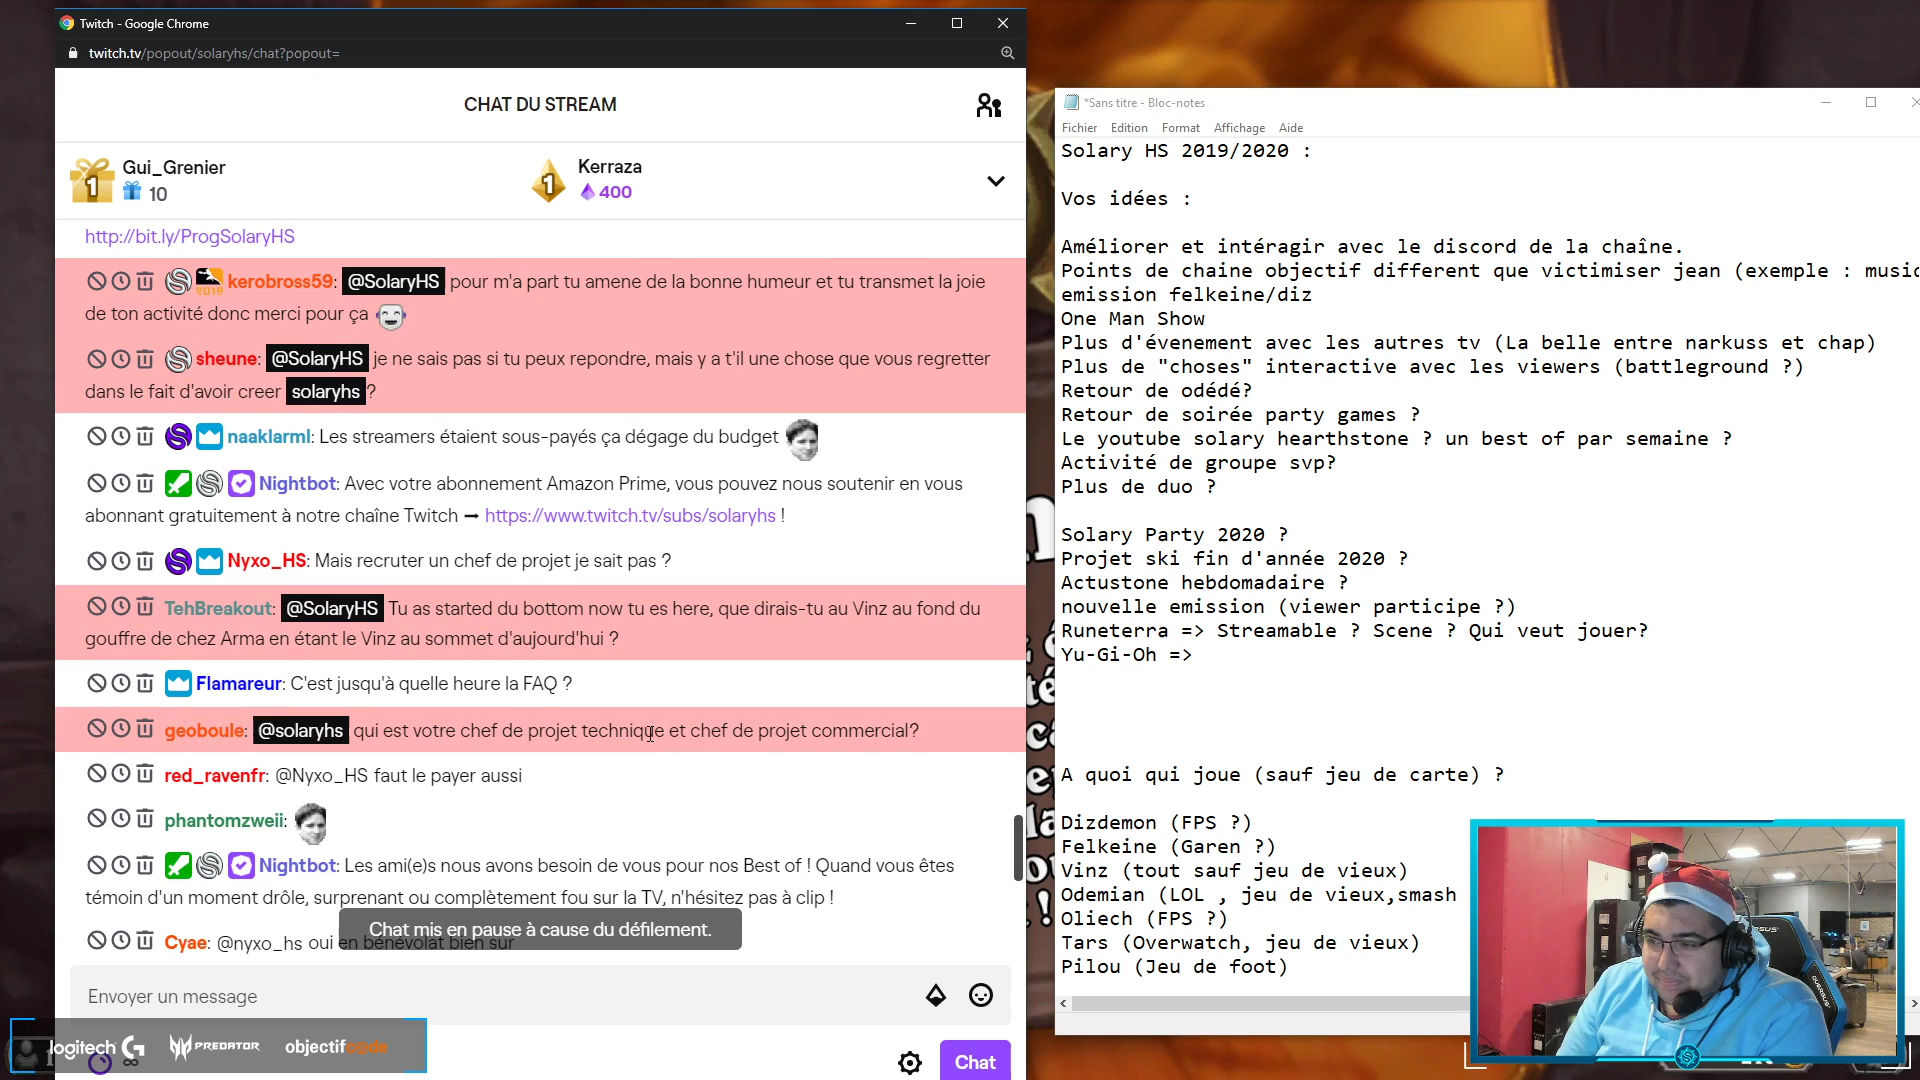 Twitch - Google Chrome
twitch.tv/popout/solaryhs/chat?popout=
CHAT DU STREAM
1 Gui_Grenier
10
1 Kerraza
400
http://bit.ly/ProgSolaryHS
2019 kerobross59: @SolaryHS pour m'a part tu amene de la bonne humeur et tu transmet la joie
de ton activité donc merci pour ça
sheune: @SolaryHS je ne sais pas si tu peux repondre, mais y a t'il une chose que vous regretter
dans le fait d'avoir creer solaryhs ?
naaklarml: Les streamers étaient sous-payés ça dégage du budget
Nightbot: Avec votre abonnement Amazon Prime, vous pouvez nous soutenir en vous
abonnant gratuitement à notre chaîne Twitch ➞ https://www.twitch.tv/subs/solaryhs !
Nyxo_HS: Mais recruter un chef de projet je sait pas ?
TehBreakout: @SolaryHS Tu as started du bottom now tu es here, que dirais-tu au Vinz au fond du
gouffre de chez Arma en étant le Vinz au sommet d'aujourd'hui ?
Flamareur: C'est jusqu'à quelle heure la FAQ ?
geoboule: @solaryhs qui est votre chef de projet technique et chef de projet commercial?
red_ravenfr: @Nyxo_HS faut le payer aussi
phantomzweii:
Nightbot: Les ami(e)s nous avons besoin de vous pour nos Best of ! Quand vous êtes
témoin d'un moment drôle, surprenant ou complètement fou sur la TV, n'hésitez pas à clip !
Chat mis en pause à cause du défilement.
Cyae: @nyxo_hs oui en bénévolat bien sur
Envoyer un message
logitech G
PREDATOR
objectifcode
Chat
*Sans titre - Bloc-notes
Fichier Edition Format Affichage Aide
Solary HS 2019/2020 :
Vos idées :
Améliorer et intéragir avec le discord de la chaîne.
Points de chaine objectif different que victimiser jean (exemple : music
emission felkeine/diz
One Man Show
Plus d'évenement avec les autres tv (La belle entre narkuss et chap)
Plus de "choses" interactive avec les viewers (battleground ?)
Retour de odédé?
Retour de soirée party games ?
Le youtube solary hearthstone ? un best of par semaine ?
Activité de groupe svp?
Plus de duo ?
Solary Party 2020 ?
Projet ski fin d'année 2020 ?
Actustone hebdomadaire ?
nouvelle emission (viewer participe ?)
Runeterra => Streamable ? Scene ? Qui veut jouer?
Yu-Gi-Oh =>
A quoi qui joue (sauf jeu de carte) ?
Dizdemon (FPS ?)
Felkeine (Garen ?)
Vinz (tout sauf jeu de vieux)
Odemian (LOL , jeu de vieux,smash
Oliech (FPS ?)
Tars (Overwatch, jeu de vieux)
Pilou (Jeu de foot)